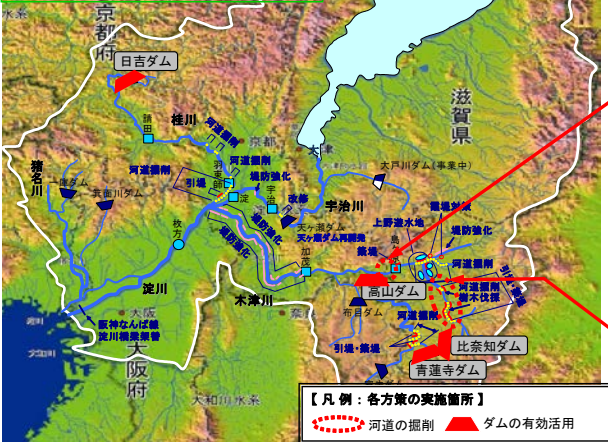 水系
京都府
日吉ダム
滋賀県
桂川
河道掘削
京都
大津
大戸川ダム(事業中)
猪名川
一庫ダム
箕面川ダム
河道掘削
羽束師
河道掘削
堤防強化
引堤
淀
宇治
改修
宇治川
天ヶ瀬ダム
天ヶ瀬ダム再開発
上野遊水地
堤防強化
枚方
堤防強化
堤防強化
築堤
島ヶ原
河道掘削
加茂
高山ダム
河道掘削
樹木伐採
淀川
木津川
布目ダム
河道掘削
大阪
阪神なんば線
淀川橋梁架替
引堤・築堤
比奈知ダム
青蓮寺ダム
大阪府
大和川水系
【 凡 例 : 各方策の実施箇所 】
河道の掘削
ダムの有効活用